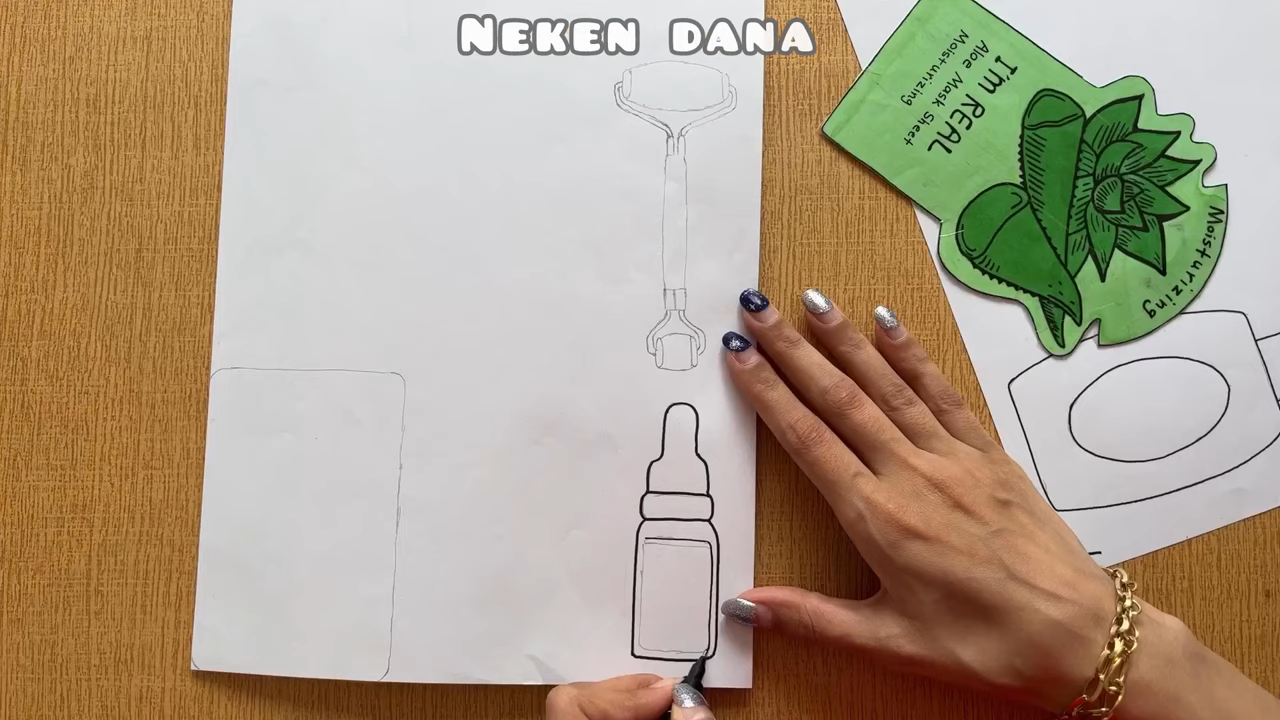 NEKEN DANA
I'm REAL
Aloe Mask Sheet
Moisturizing
Moisturizing